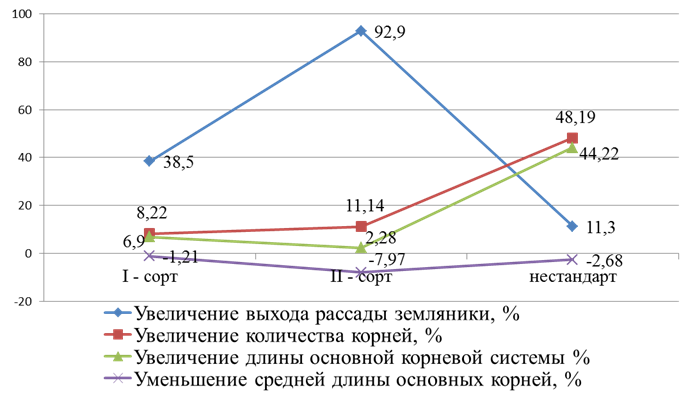 100
92,9
80
60
48,19
40
38,5
44,22
20
8,22
11,14
11,3
6,9
2,28
0
-1,21
-7,97
-2,68
I - сорт
II - сорт
нестандарт
-20
Увеличение выхода рассады земляники, %
Увеличение количества корней, %
Увеличение длины основной корневой системы %
Уменьшение средней длины основных корней, %